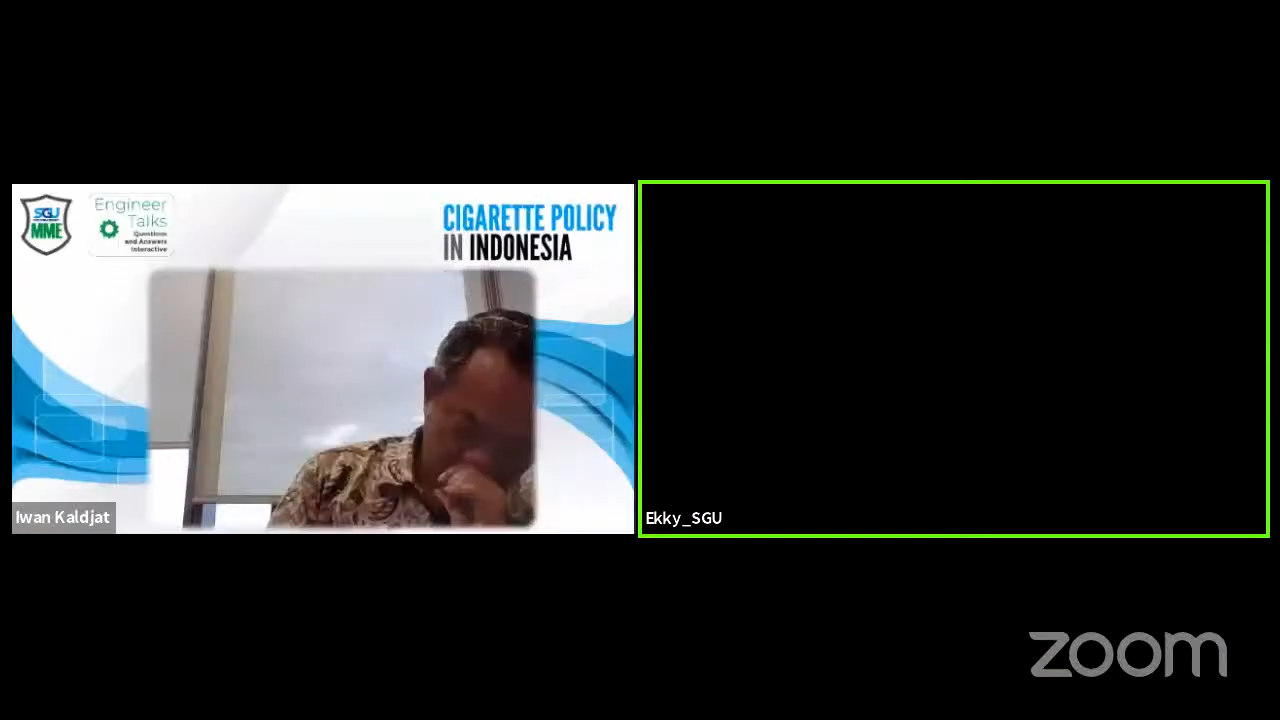 SGU
MME
Engineer
Talks
Questions
and Answers
Interactive
CIGARETTE POLICY
IN INDONESIA
Iwan Kaldjat
Ekky_SGU
zoom